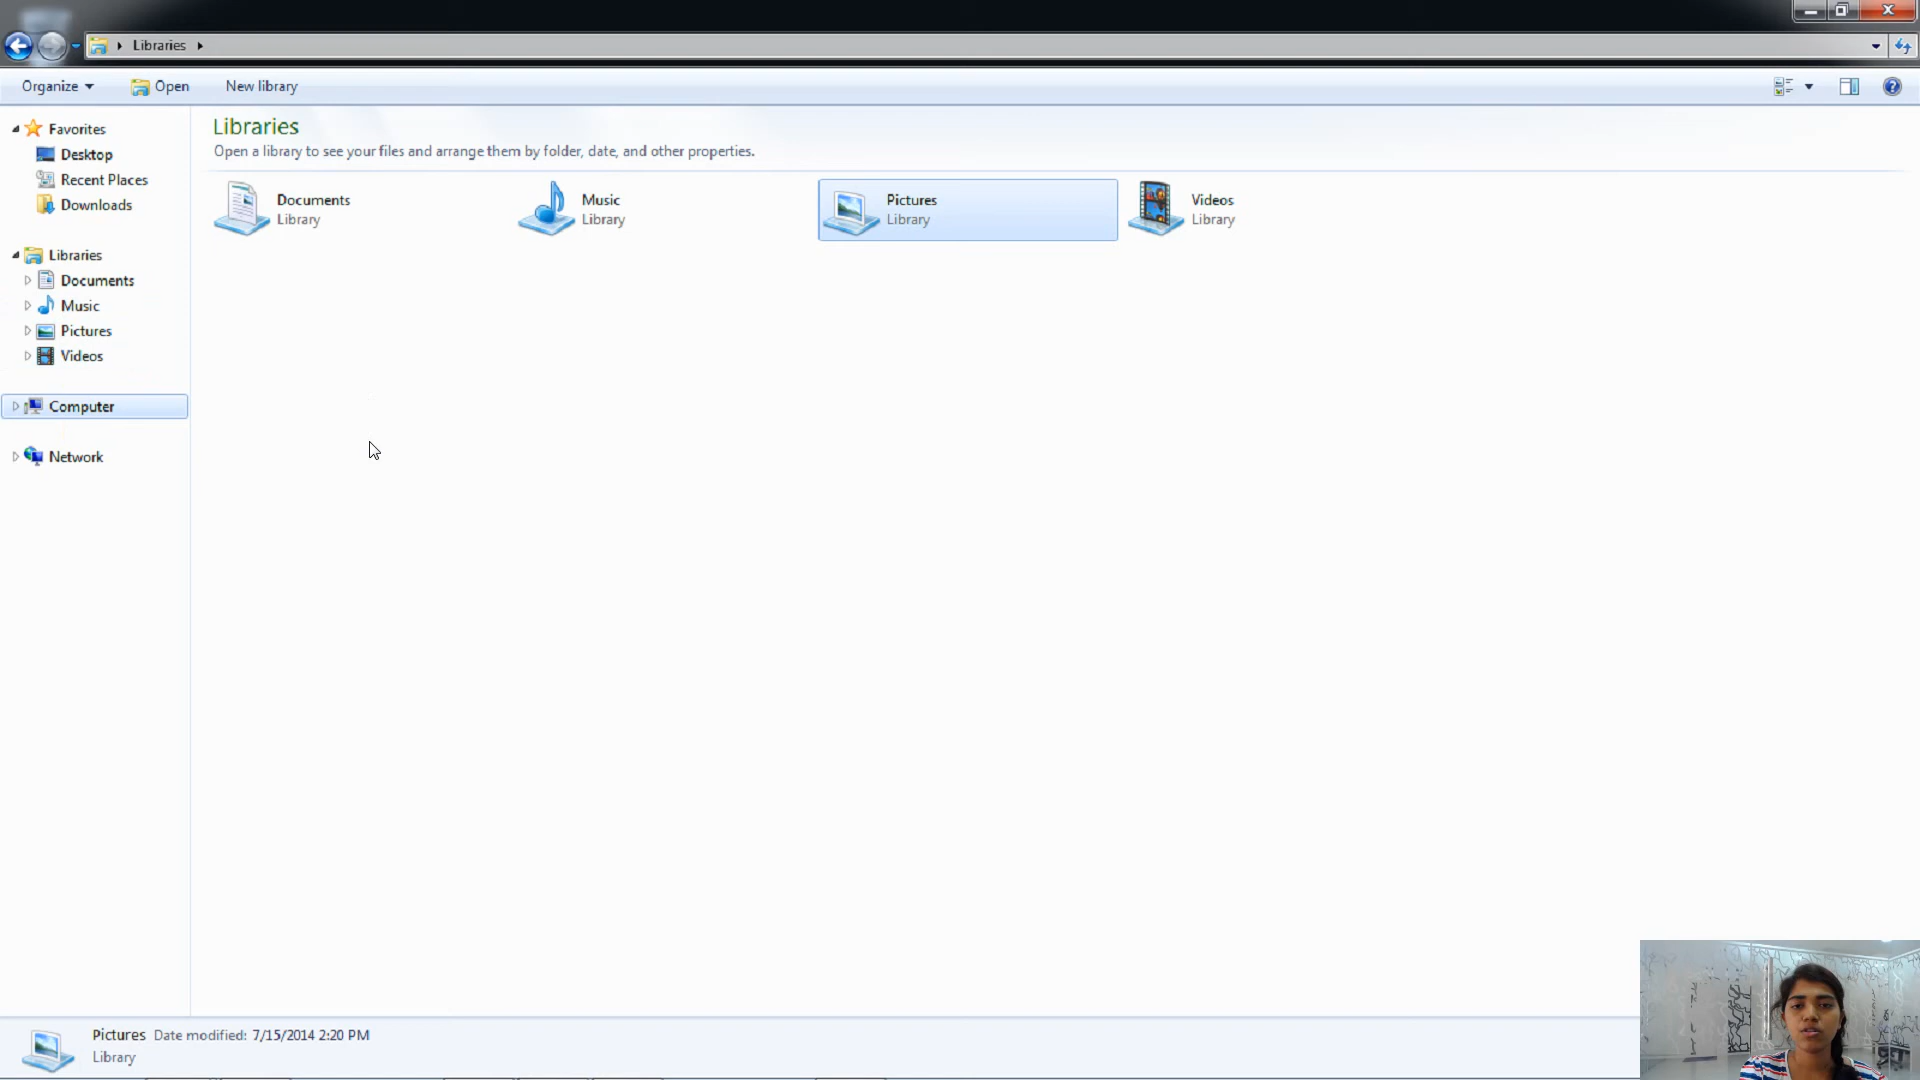 Libraries
Organize
Open
New library
Favorites
Desktop
Recent Places
Downloads
Libraries
Documents
Music
Pictures
Videos
Computer
Network
Libraries
Open a library to see your files and arrange them by folder, date, and other properties.
Documents
Library
Music
Library
Pictures
Library
Videos
Library
Pictures Date modified: 7/15/2014 2:20 PM
Library